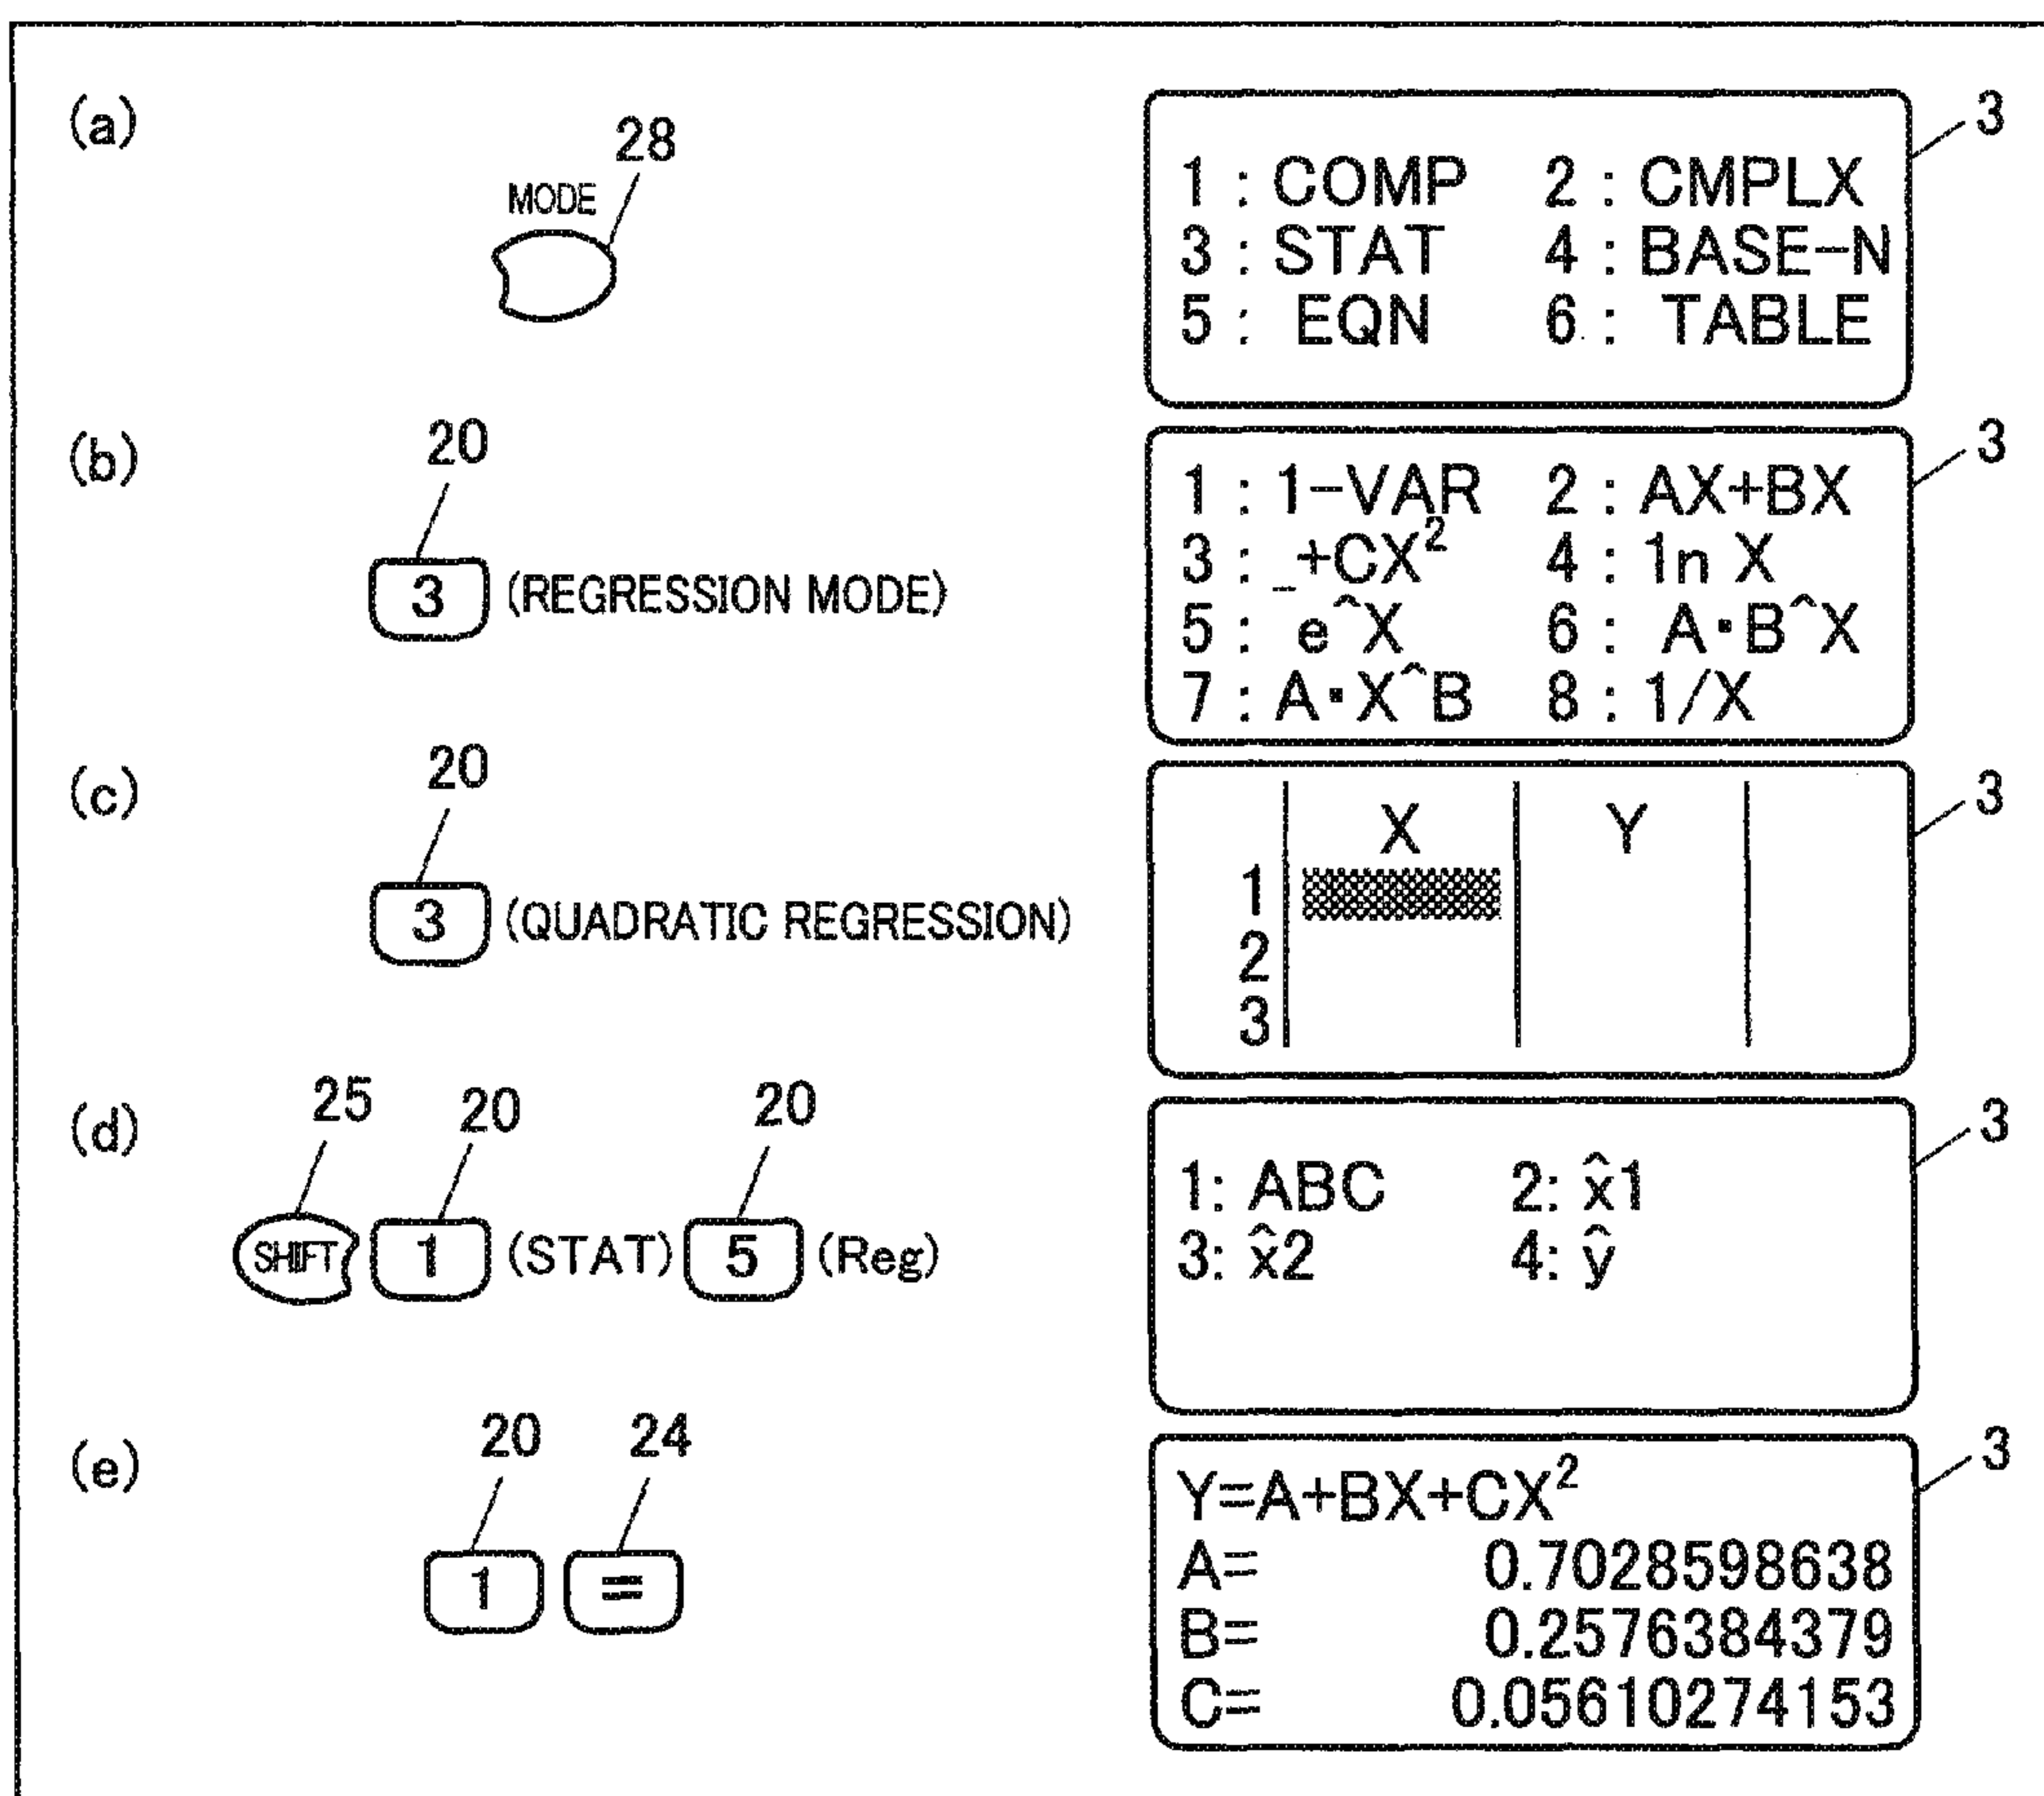 (a)
28
MODE
3
1 : COMP 2 : CMPLX
3 : STAT 4 : BASE-N
5 : EQN 6 : TABLE
(b)
20
3 (REGRESSION MODE)
3
1 : 1-VAR 2 : AX+BX
3 : _+CX²
4 : 1n X
5 : e^X 6 : A·B^X
7 : A·X^B 8 : 1/X
(c)
20
3 (QUADRATIC REGRESSION)
3
X Y
1
2
3
(d)
25 20 20
SHIFT 1 (STAT) 5 (Reg)
3
1: ABC 2: x̂1
3: x̂2 4: ŷ
(e)
20 24
1 =
3
Y=A+BX+CX²
A= 0.7028598638
B= 0.2576384379
C= 0.05610274153